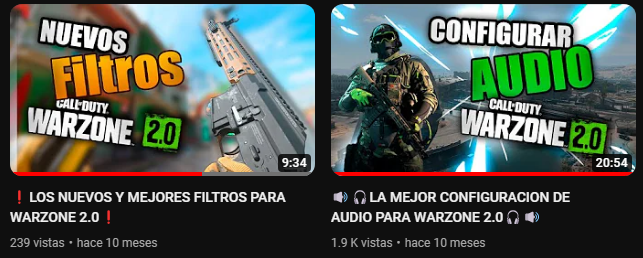 NUEVOS
Filtros
CALL OF DUTY
WARZONE 2.0
9:34
❗LOS NUEVOS Y MEJORES FILTROS PARA
WARZONE 2.0❗
239 vistas • hace 10 meses
CONFIGURAR
AUDIO
CALL OF DUTY
WARZONE 2.0
20:54
🔊🎧LA MEJOR CONFIGURACION DE
AUDIO PARA WARZONE 2.0🎧🔊
1.9 K vistas • hace 10 meses